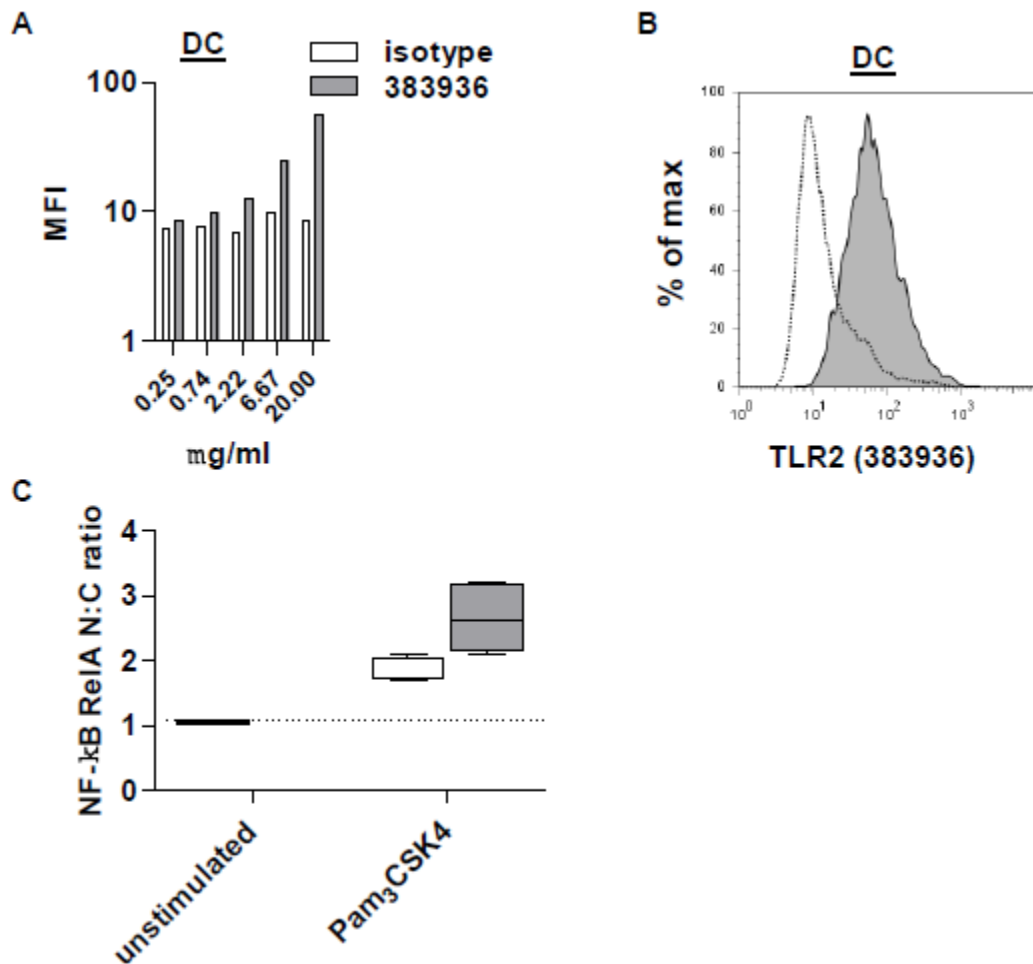 A
DC
isotype
383936
100
10
1
MFI
0.25
0.74
2.22
6.67
20.00
mg/ml
B
DC
100
80
60
40
20
0
% of max
10⁰
10¹
10²
10³
TLR2 (383936)
C
4
3
2
1
0
NF-kB RelA N:C ratio
unstimulated
Pam₃CSK4